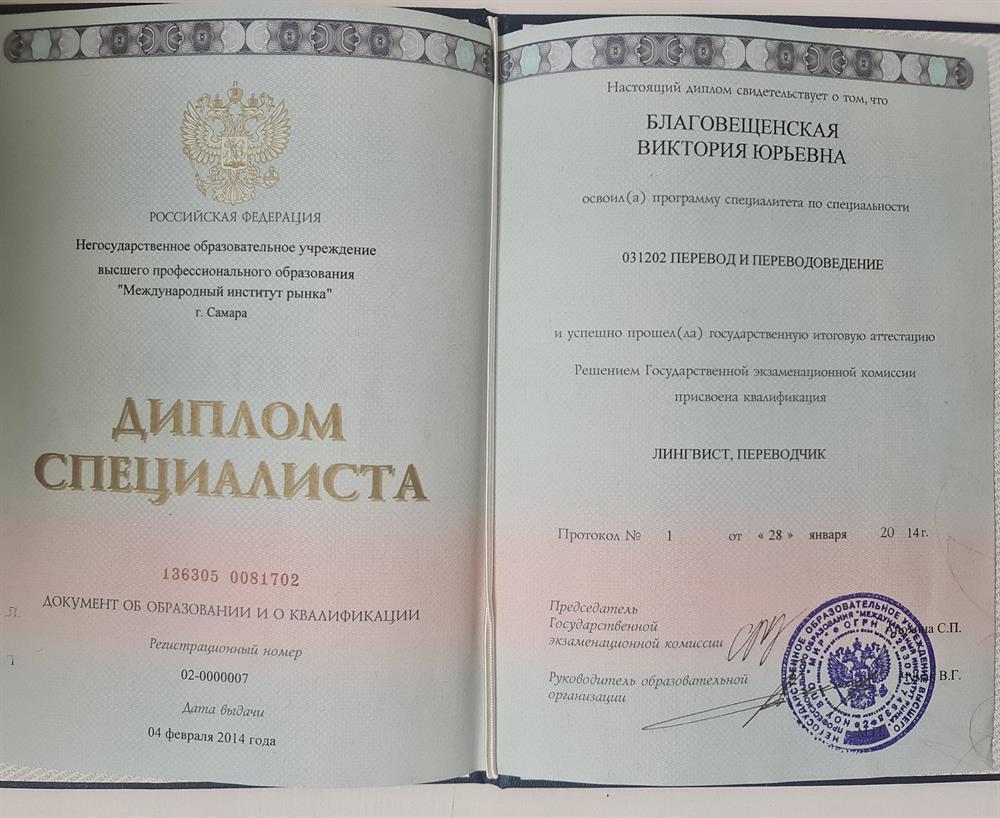 РОССИЙСКАЯ ФЕДЕРАЦИЯ
Негосударственное образовательное учреждение
высшего профессионального образования
"Международный институт рынка"
г. Самара
ДИПЛОМ
СПЕЦИАЛИСТА
136305 0081702
ДОКУМЕНТ ОБ ОБРАЗОВАНИИ И О КВАЛИФИКАЦИИ
Регистрационный номер
02-0000007
Дата выдачи
04 февраля 2014 года
Настоящий диплом свидетельствует о том, что
БЛАГОВЕЩЕНСКАЯ
ВИКТОРИЯ ЮРЬЕВНА
освоил(а) программу специалитета по специальности
031202 ПЕРЕВОД И ПЕРЕВОДОВЕДЕНИЕ
и успешно прошел(ла) государственную итоговую аттестацию
Решением Государственной экзаменационной комиссии
присвоена квалификация
ЛИНГВИСТ, ПЕРЕВОДЧИК
Протокол № 1 от « 28 » января 20 14 г.
Председатель
Государственной
экзаменационной комиссии С.П.
Руководитель образовательной В.Г.
организации